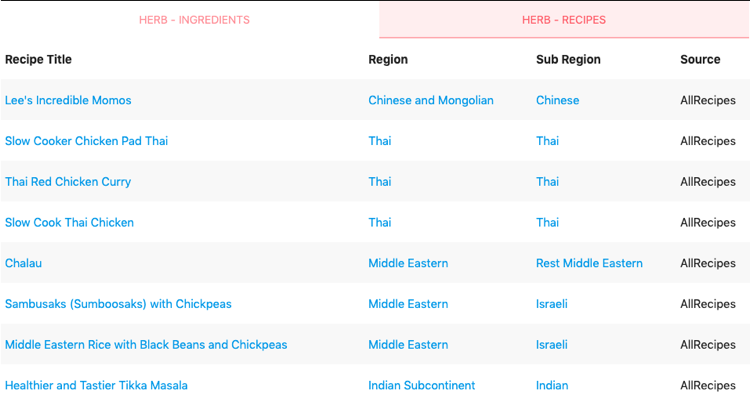 HERB - INGREDIENTS HERB - RECIPES
Recipe Title Region Sub Region Source
Lee's Incredible Momos Chinese and Mongolian Chinese AllRecipes
Slow Cooker Chicken Pad Thai Thai Thai AllRecipes
Thai Red Chicken Curry Thai Thai AllRecipes
Slow Cook Thai Chicken Thai Thai AllRecipes
Chalau Middle Eastern Rest Middle Eastern AllRecipes
Sambusaks (Sumboosaks) with Chickpeas Middle Eastern Israeli AllRecipes
Middle Eastern Rice with Black Beans and Chickpeas Middle Eastern Israeli AllRecipes
Healthier and Tastier Tikka Masala Indian Subcontinent Indian AllRecipes